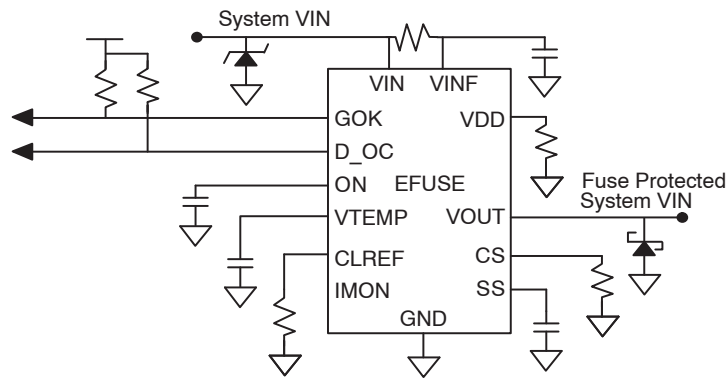 System VIN
VIN
VINF
GOK
VDD
D_OC
ON
EFUSE
Fuse Protected
System VIN
VTEMP
VOUT
CLREF
CS
IMON
SS
GND